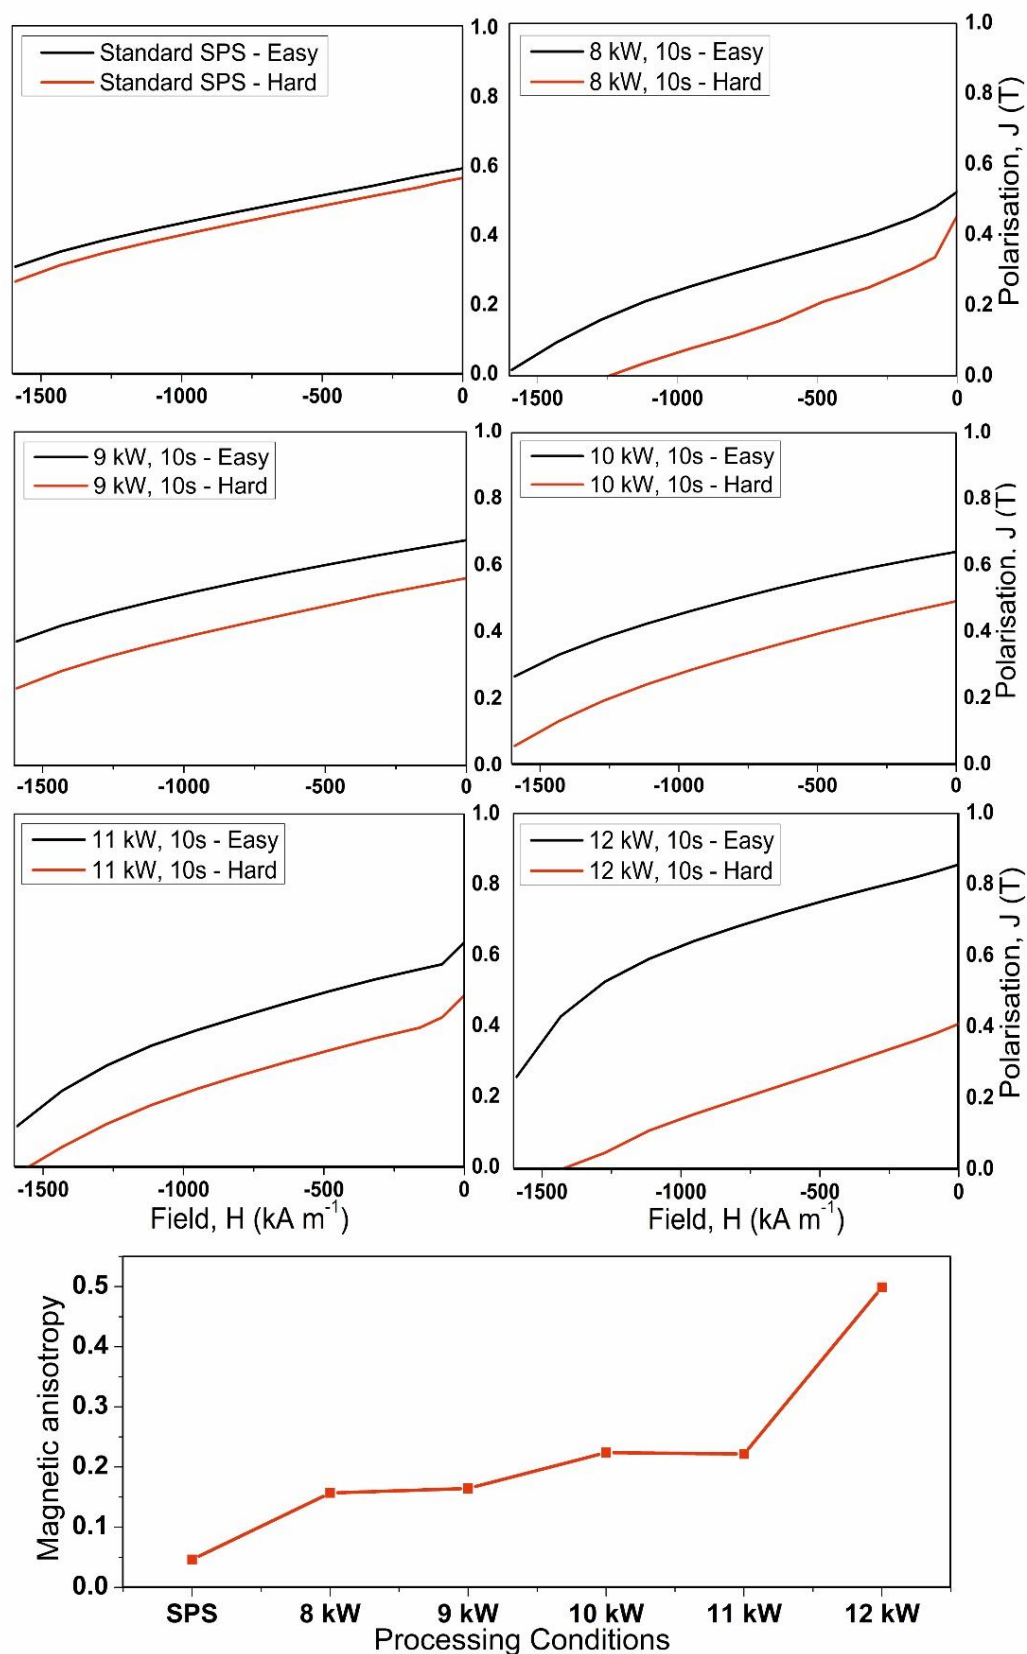 Standard SPS - Easy
Standard SPS - Hard
1.0
0.8
0.6
0.4
0.2
0.0
-1500 -1000 -500 0
8 kW, 10s - Easy
8 kW, 10s - Hard
1.0
0.8
0.6
0.4
0.2
0.0
-1500 -1000 -500 0
Polarisation, J (T)
9 kW, 10s - Easy
9 kW, 10s - Hard
1.0
0.8
0.6
0.4
0.2
0.0
-1500 -1000 -500 0
10 kW, 10s - Easy
10 kW, 10s - Hard
1.0
0.8
0.6
0.4
0.2
0.0
-1500 -1000 -500 0
Polarisation. J (T)
11 kW, 10s - Easy
11 kW, 10s - Hard
1.0
0.8
0.6
0.4
0.2
0.0
-1500 -1000 -500 0
Field, H (kA m⁻¹)
12 kW, 10s - Easy
12 kW, 10s - Hard
1.0
0.8
0.6
0.4
0.2
0.0
-1500 -1000 -500 0
Field, H (kA m⁻¹)
Polarisation, J (T)
Magnetic anisotropy
0.5
0.4
0.3
0.2
0.1
0.0
SPS 8 kW 9 kW 10 kW 11 kW 12 kW
Processing Conditions